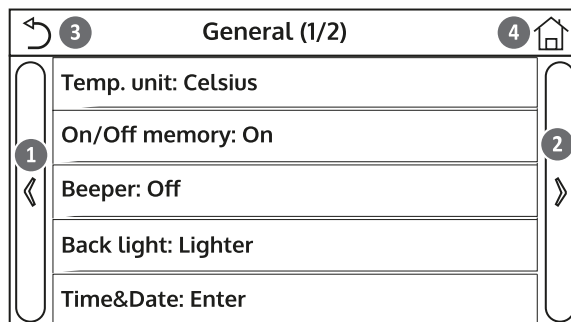 3 General (1/2) 4
Temp. unit: Celsius
On/Off memory: On
1
2
Beeper: Off
Back light: Lighter
Time&Date: Enter